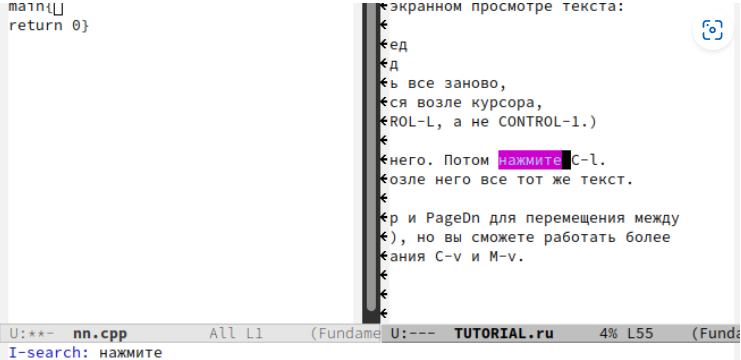 main{
return 0}
экранном просмотре текста:
ед
д
ь все заново,
ся возле курсора,
ROL-L, а не CONTROL-1.)
него. Потом нажмите C-l.
озле него все тот же текст.
р и PageDn для перемещения между
), но вы сможете работать более
ания C-v и M-v.
U:**-  nn.cpp  All L1  (Fundame
U:---  TUTORIAL.ru  4% L55  (Funda
I-search: нажмите